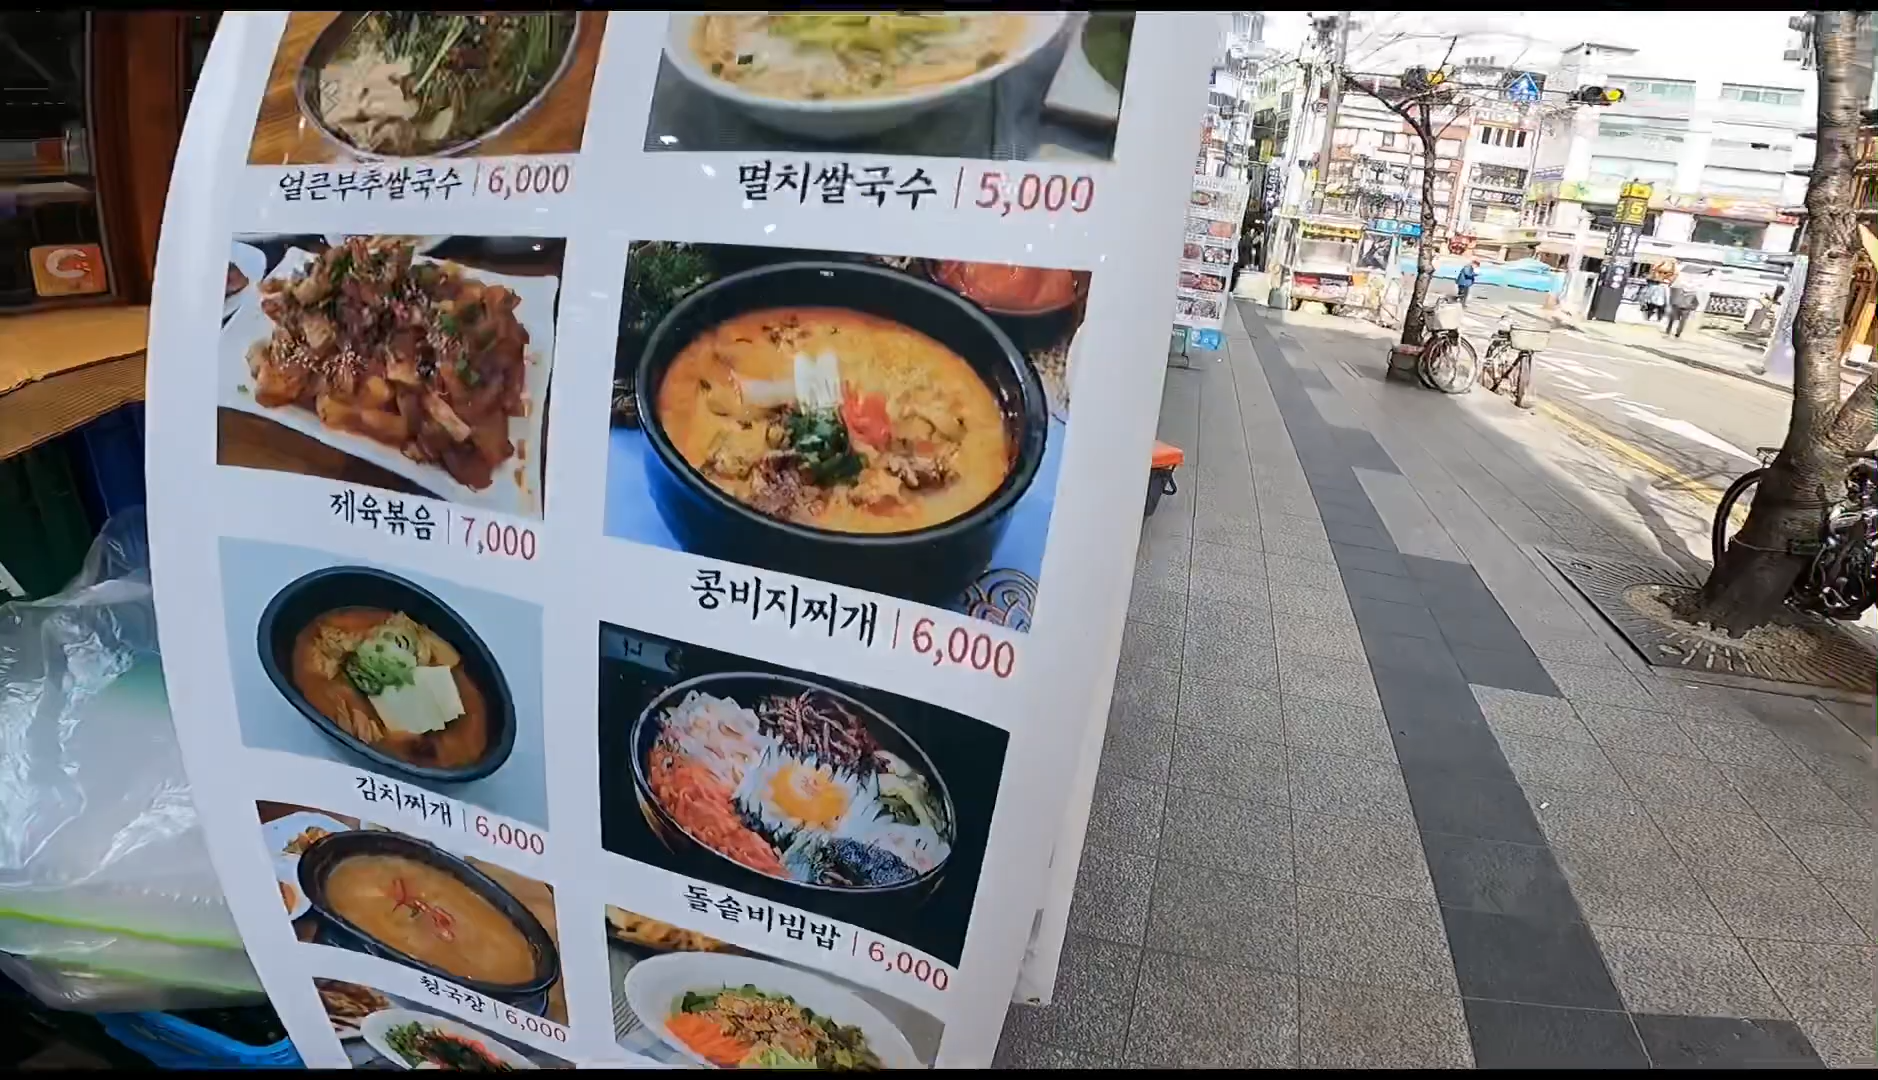 얼큰부추쌀국수 | 6,000
멸치쌀국수 | 5,000
제육볶음 | 7,000
콩비지찌개 | 6,000
김치찌개 | 6,000
돌솥비빔밥 | 6,000
청국장 | 6,000